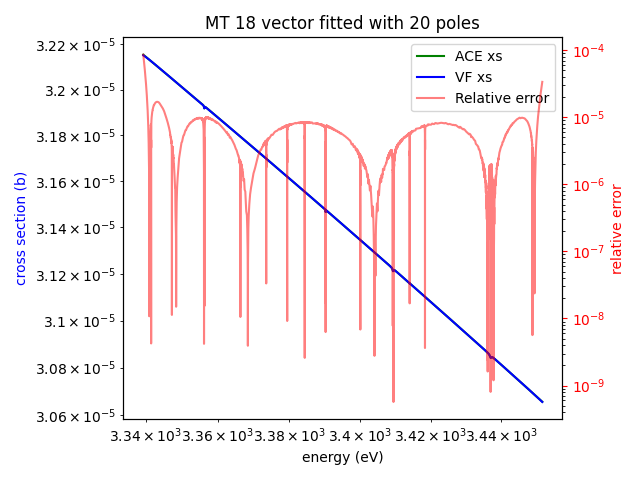 MT 18 vector fitted with 20 poles
ACE xs
VF xs
Relative error
3.22 × 10⁻⁵
3.2 × 10⁻⁵
3.18 × 10⁻⁵
3.16 × 10⁻⁵
3.14 × 10⁻⁵
3.12 × 10⁻⁵
3.1 × 10⁻⁵
3.08 × 10⁻⁵
3.06 × 10⁻⁵
cross section (b)
10⁻⁴
10⁻⁵
10⁻⁶
10⁻⁷
10⁻⁸
10⁻⁹
relative error
3.34 × 10³ 3.36 × 10³ 3.38 × 10³ 3.4 × 10³ 3.42 × 10³ 3.44 × 10³
energy (eV)